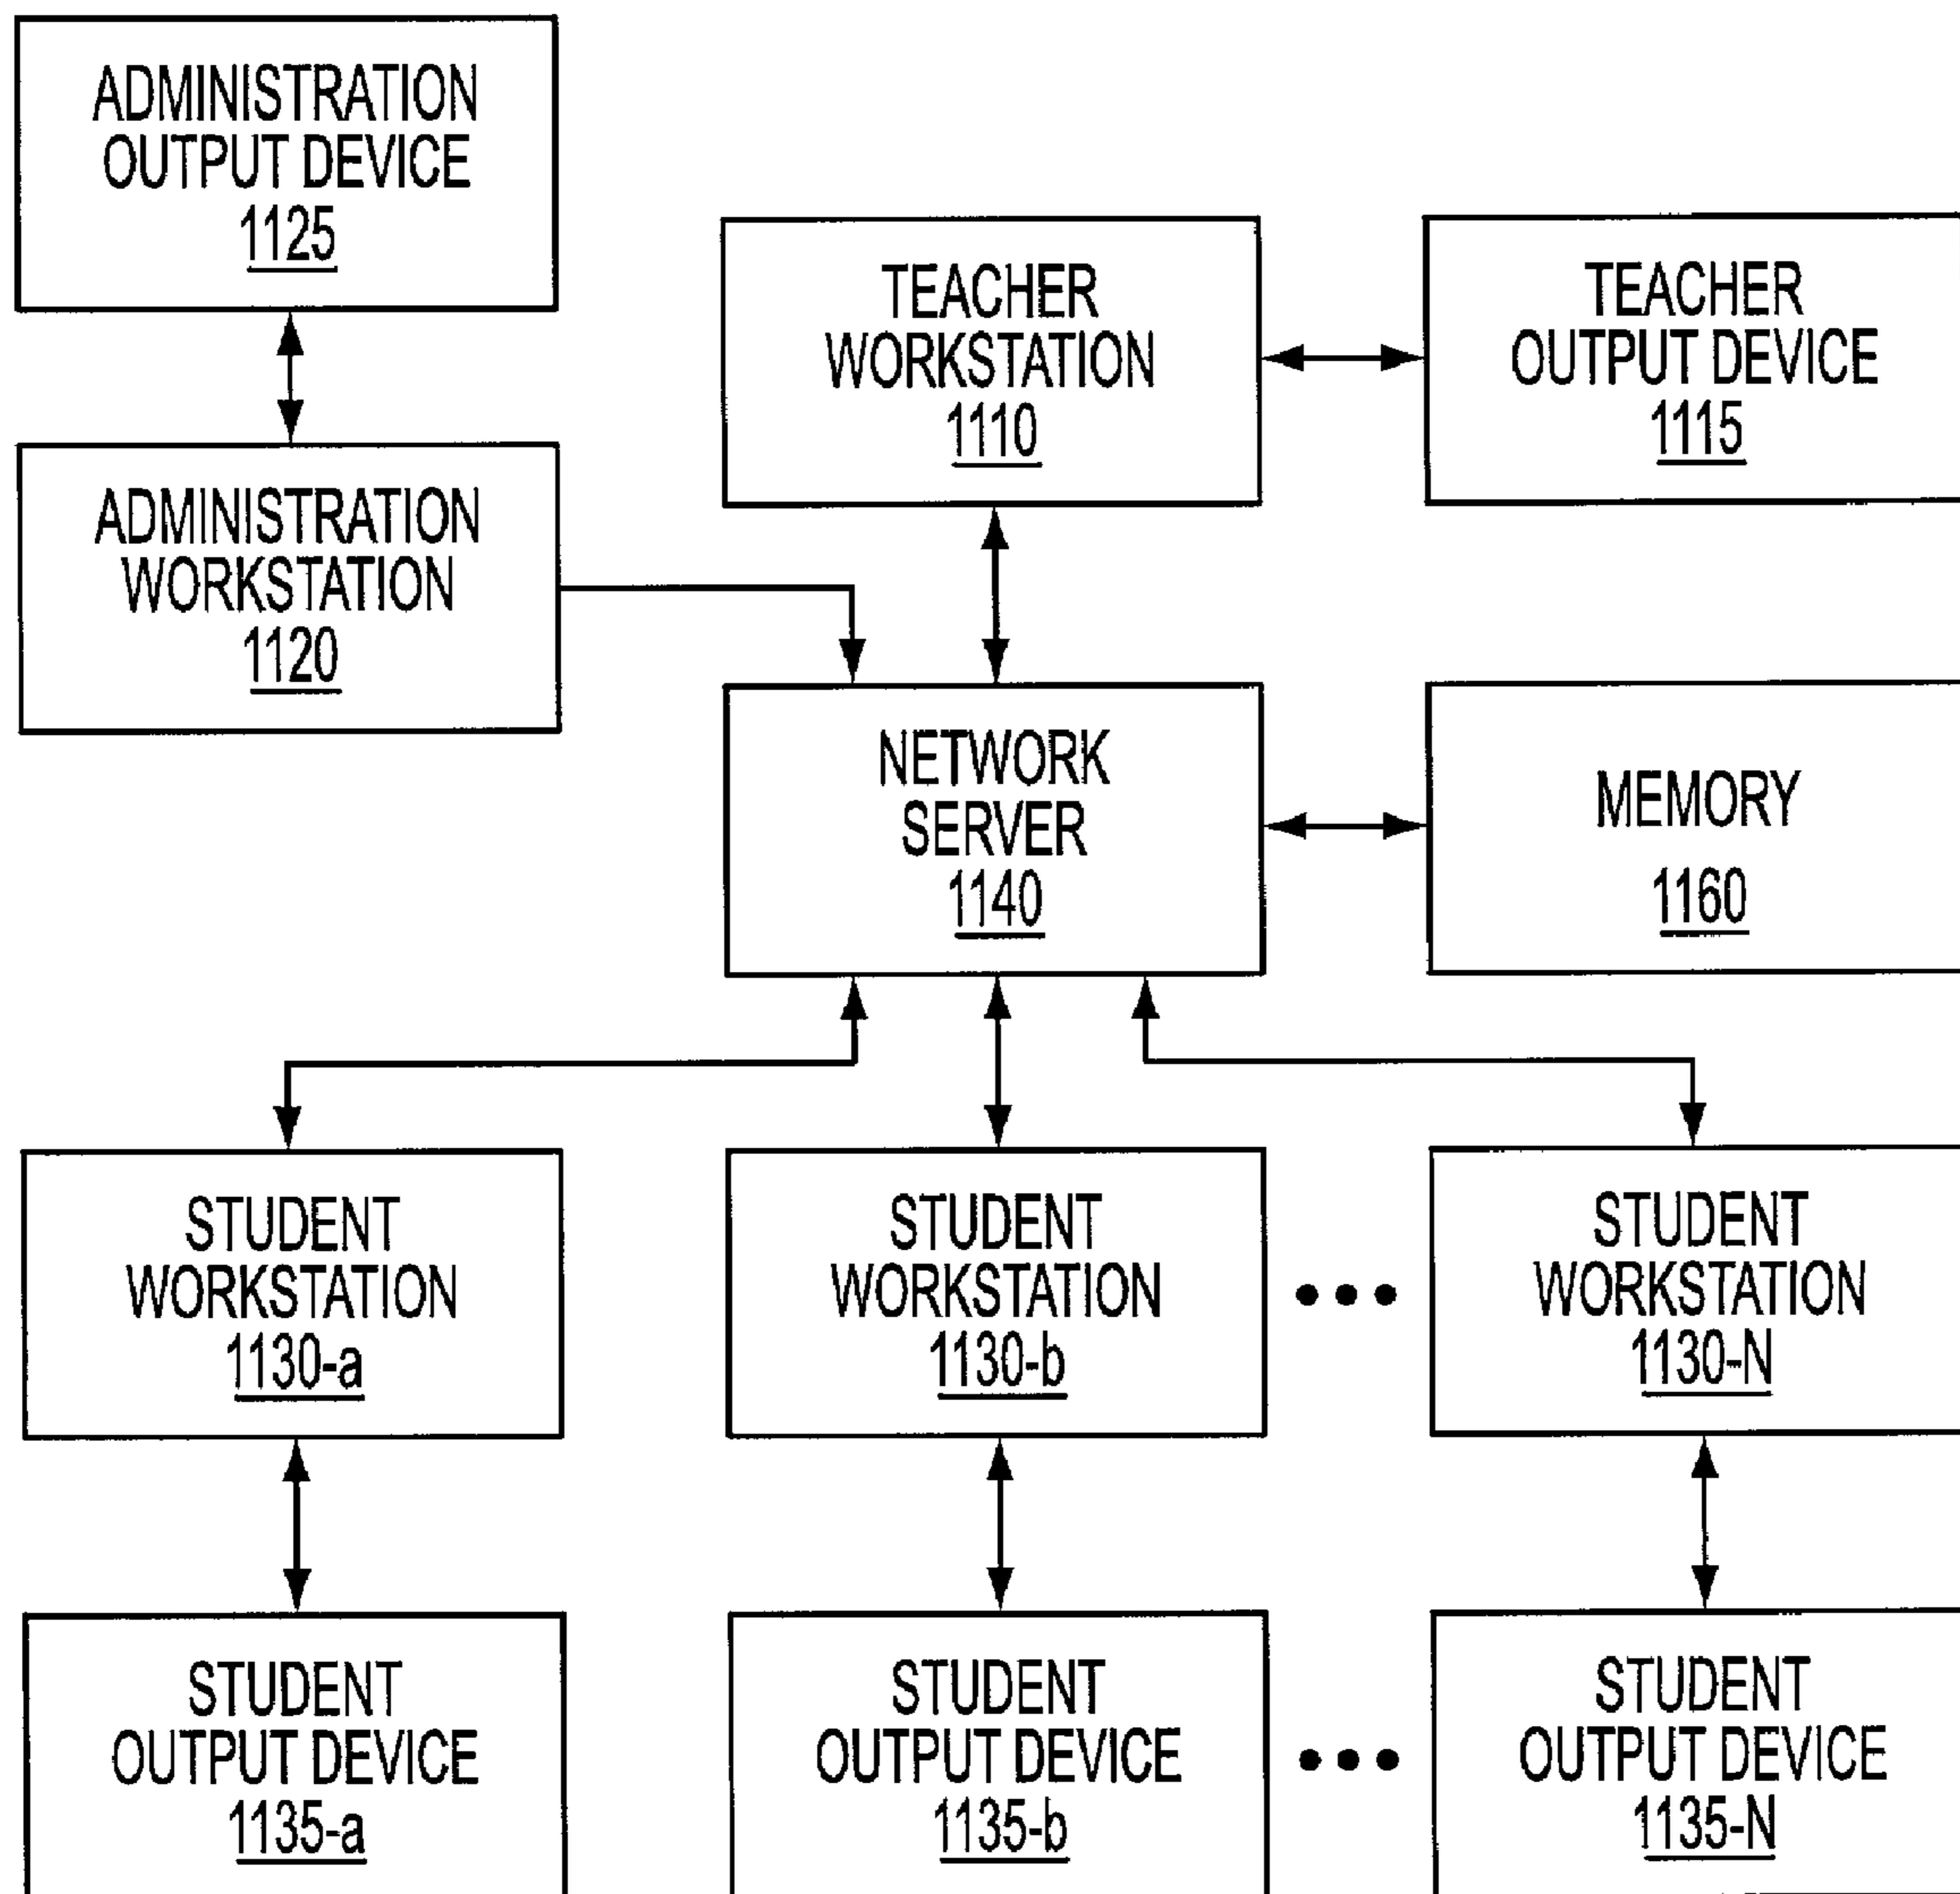 ADMINISTRATION
OUTPUT DEVICE
1125
TEACHER
WORKSTATION
1110
TEACHER
OUTPUT DEVICE
1115
ADMINISTRATION
WORKSTATION
1120
NETWORK
SERVER
1140
MEMORY
1160
STUDENT
WORKSTATION
1130-a
STUDENT
WORKSTATION
1130-b
STUDENT
WORKSTATION
1130-N
STUDENT
OUTPUT DEVICE
1135-a
STUDENT
OUTPUT DEVICE
1135-b
STUDENT
OUTPUT DEVICE
1135-N